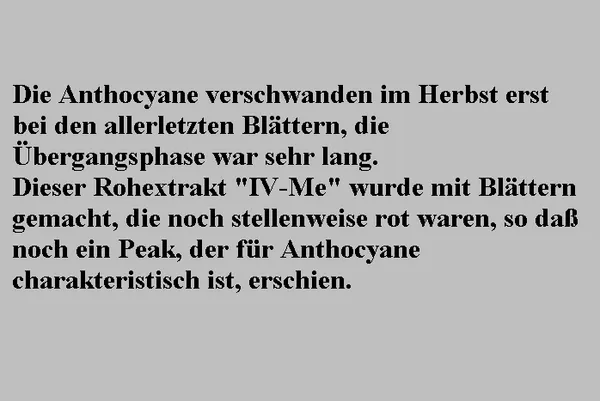 Die Anthocyane verschwanden im Herbst erst
bei den allerletzten Blättern, die
Übergangsphase war sehr lang.
Dieser Rohextrakt "IV-Me" wurde mit Blättern
gemacht, die noch stellenweise rot waren, so daß
noch ein Peak, der für Anthocyane
charakteristisch ist, erschien.